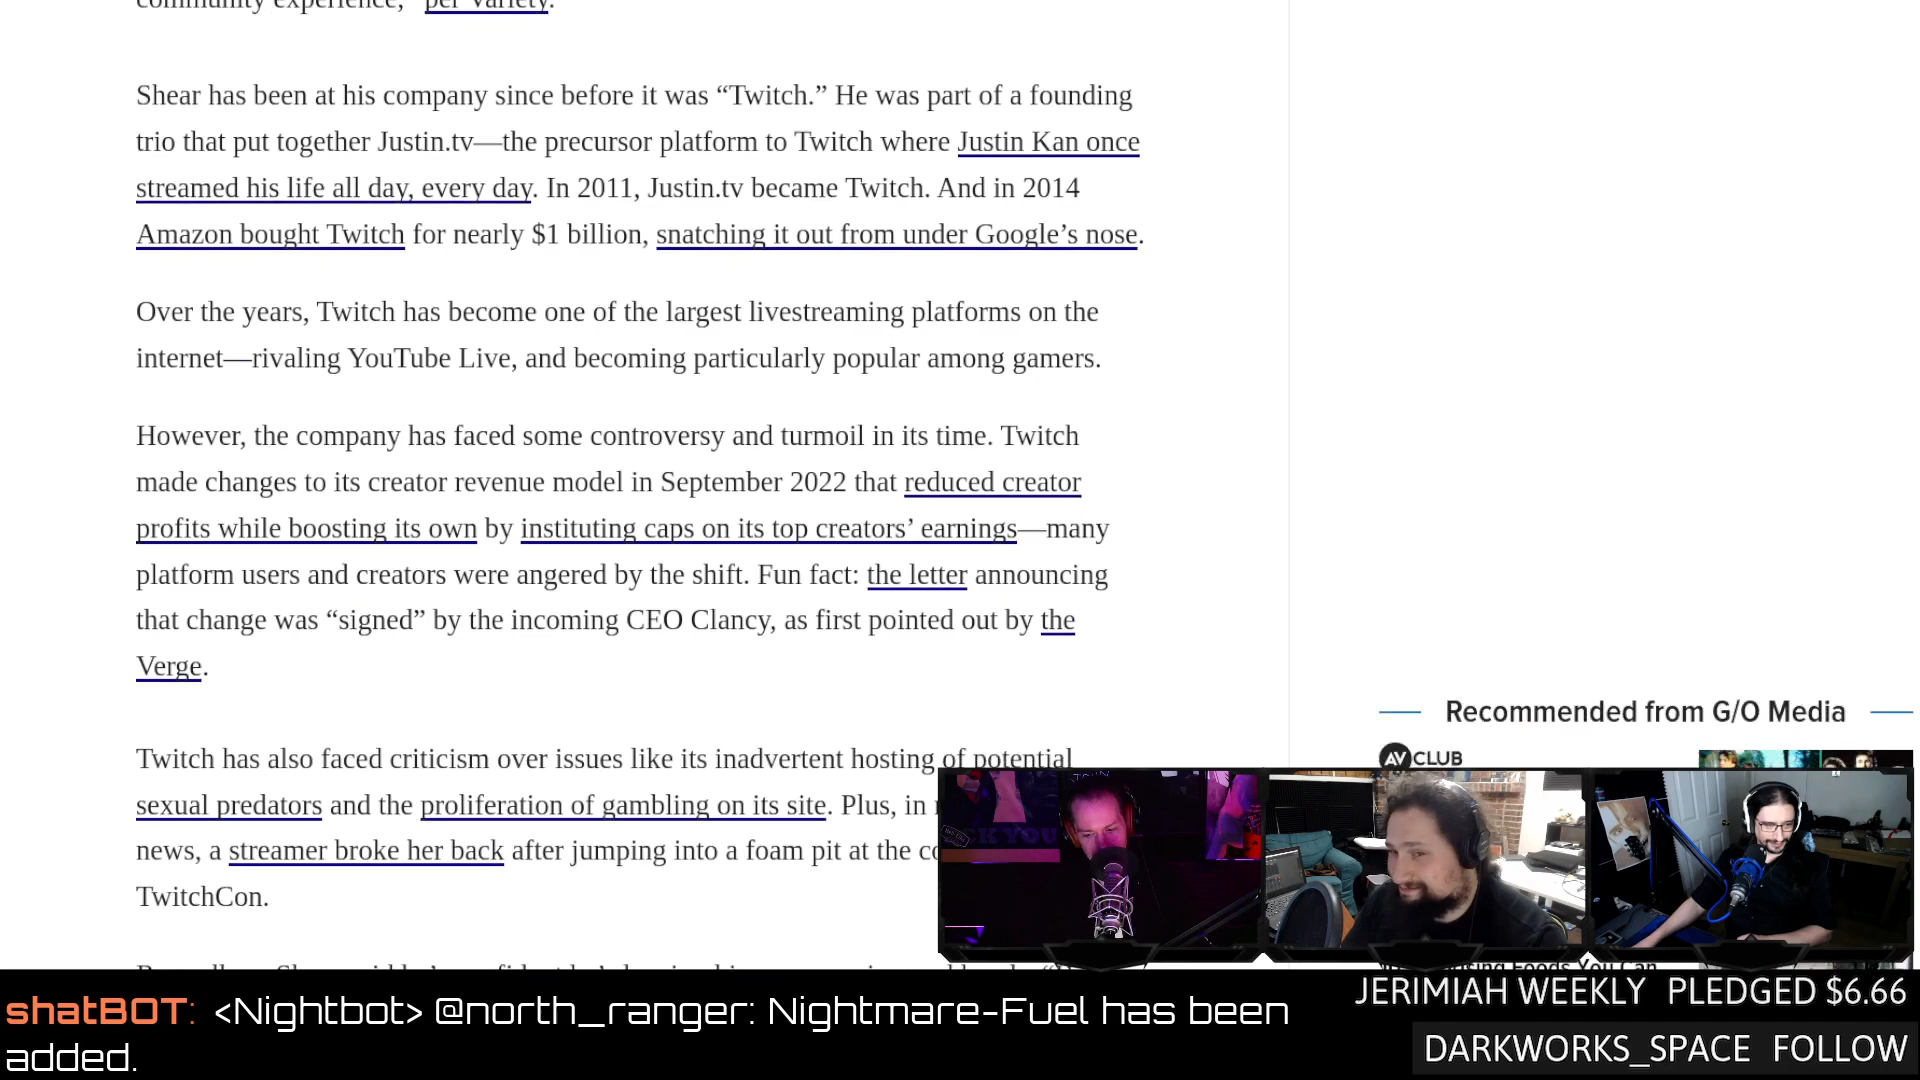 community experience," per Variety.
Shear has been at his company since before it was “Twitch.” He was part of a founding
trio that put together Justin.tv—the precursor platform to Twitch where Justin Kan once
streamed his life all day, every day. In 2011, Justin.tv became Twitch. And in 2014
Amazon bought Twitch for nearly $1 billion, snatching it out from under Google’s nose.
Over the years, Twitch has become one of the largest livestreaming platforms on the
internet—rivaling YouTube Live, and becoming particularly popular among gamers.
However, the company has faced some controversy and turmoil in its time. Twitch
made changes to its creator revenue model in September 2022 that reduced creator
profits while boosting its own by instituting caps on its top creators’ earnings—many
platform users and creators were angered by the shift. Fun fact: the letter announcing
that change was “signed” by the incoming CEO Clancy, as first pointed out by the
Verge.
Twitch has also faced criticism over issues like its inadvertent hosting of potential
sexual predators and the proliferation of gambling on its site. Plus, in
news, a streamer broke her back after jumping into a foam pit at the
TwitchCon.
Recommended from G/O Media
AV CLUB
Foods You Can
shatBOT: <Nightbot> @north_ranger: Nightmare-Fuel has been
added.
JERIMIAH WEEKLY PLEDGED $6.66
DARKWORKS_SPACE FOLLOW